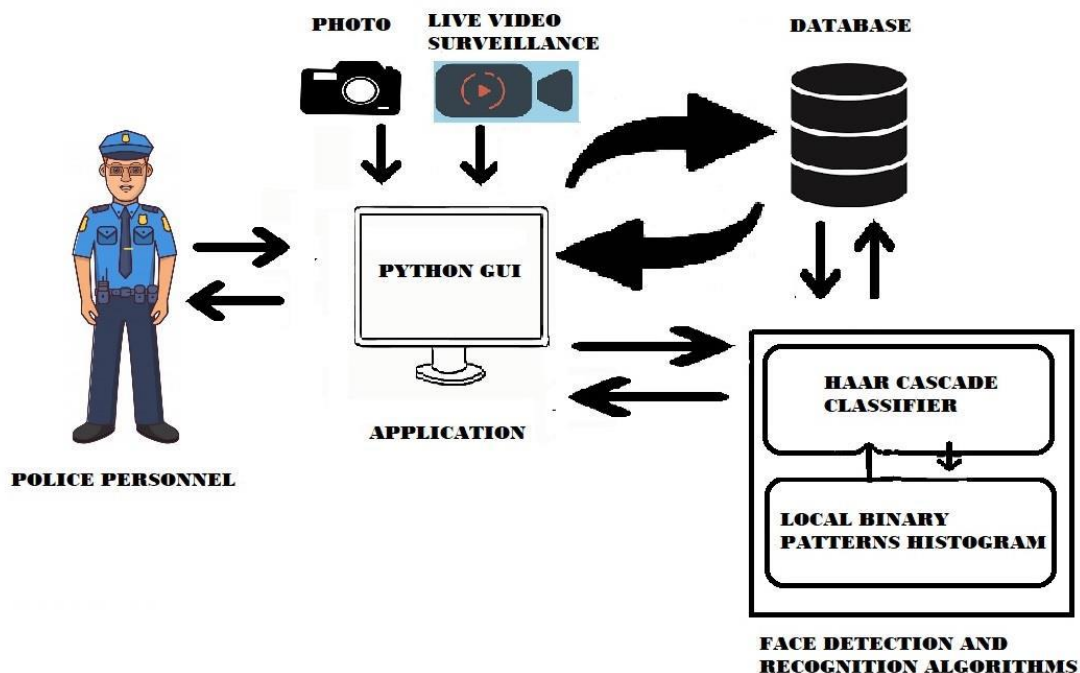 PHOTO
LIVE VIDEO
SURVEILLANCE
DATABASE
PYTHON GUI
HAAR CASCADE
CLASSIFIER
APPLICATION
POLICE PERSONNEL
LOCAL BINARY
PATTERNS HISTOGRAM
FACE DETECTION AND
RECOGNITION ALGORITHMS